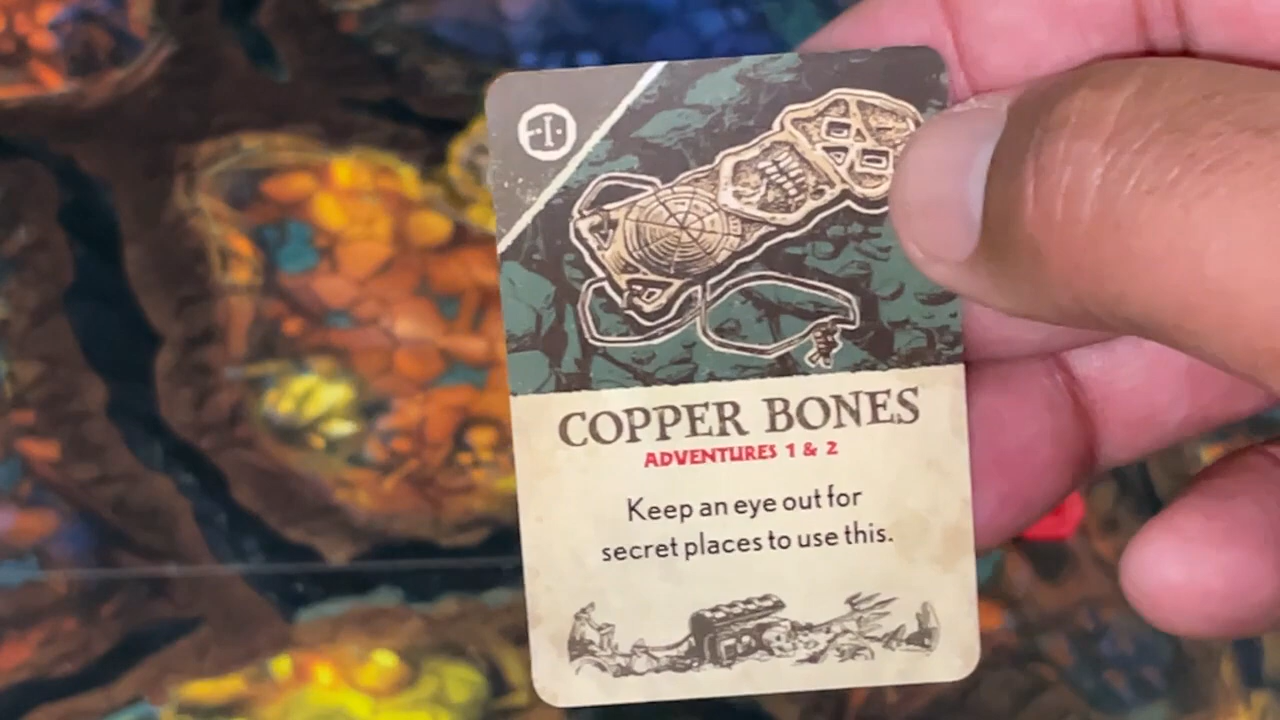 COPPER BONES
ADVENTURES 1 & 2
Keep an eye out for
secret places to use this.